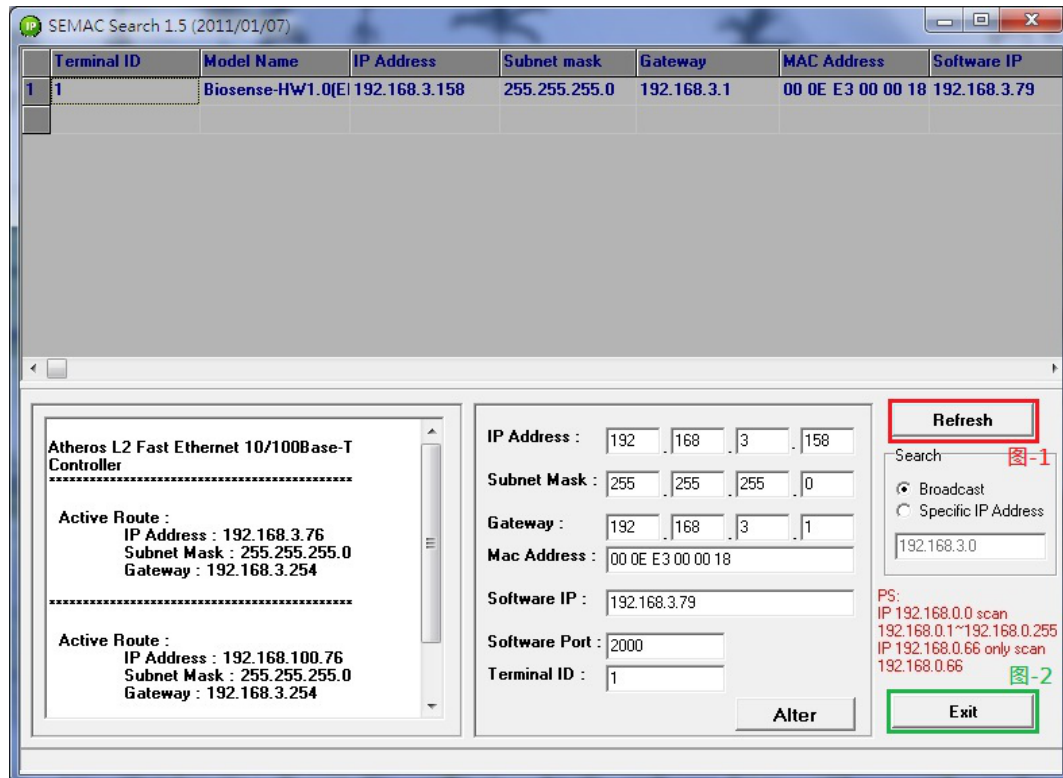 SEMAC Search 1.5 (2011/01/07)
Terminal ID Model Name IP Address Subnet mask Gateway MAC Address Software IP
1 1 Biosense-HW1.0(E 192.168.3.158 255.255.255.0 192.168.3.1 00 0E E3 00 00 18 192.168.3.79
Atheros L2 Fast Ethernet 10/100Base-T
Controller
*********************************************
Active Route :
IP Address : 192.168.3.76
Subnet Mask : 255.255.255.0
Gateway : 192.168.3.254
*********************************************
Active Route :
IP Address : 192.168.100.76
Subnet Mask : 255.255.255.0
Gateway : 192.168.3.254
IP Address : 192 . 168 . 3 . 158
Subnet Mask : 255 . 255 . 255 . 0
Gateway : 192 . 168 . 3 . 1
Mac Address : 00 0E E3 00 00 18
Software IP : 192.168.3.79
Software Port : 2000
Terminal ID : 1
Alter
Refresh
图-1
Search
Broadcast
Specific IP Address
192.168.3.0
PS:
IP 192.168.0.0 scan
192.168.0.1~192.168.0.255
IP 192.168.0.66 only scan
192.168.0.66
图-2
Exit